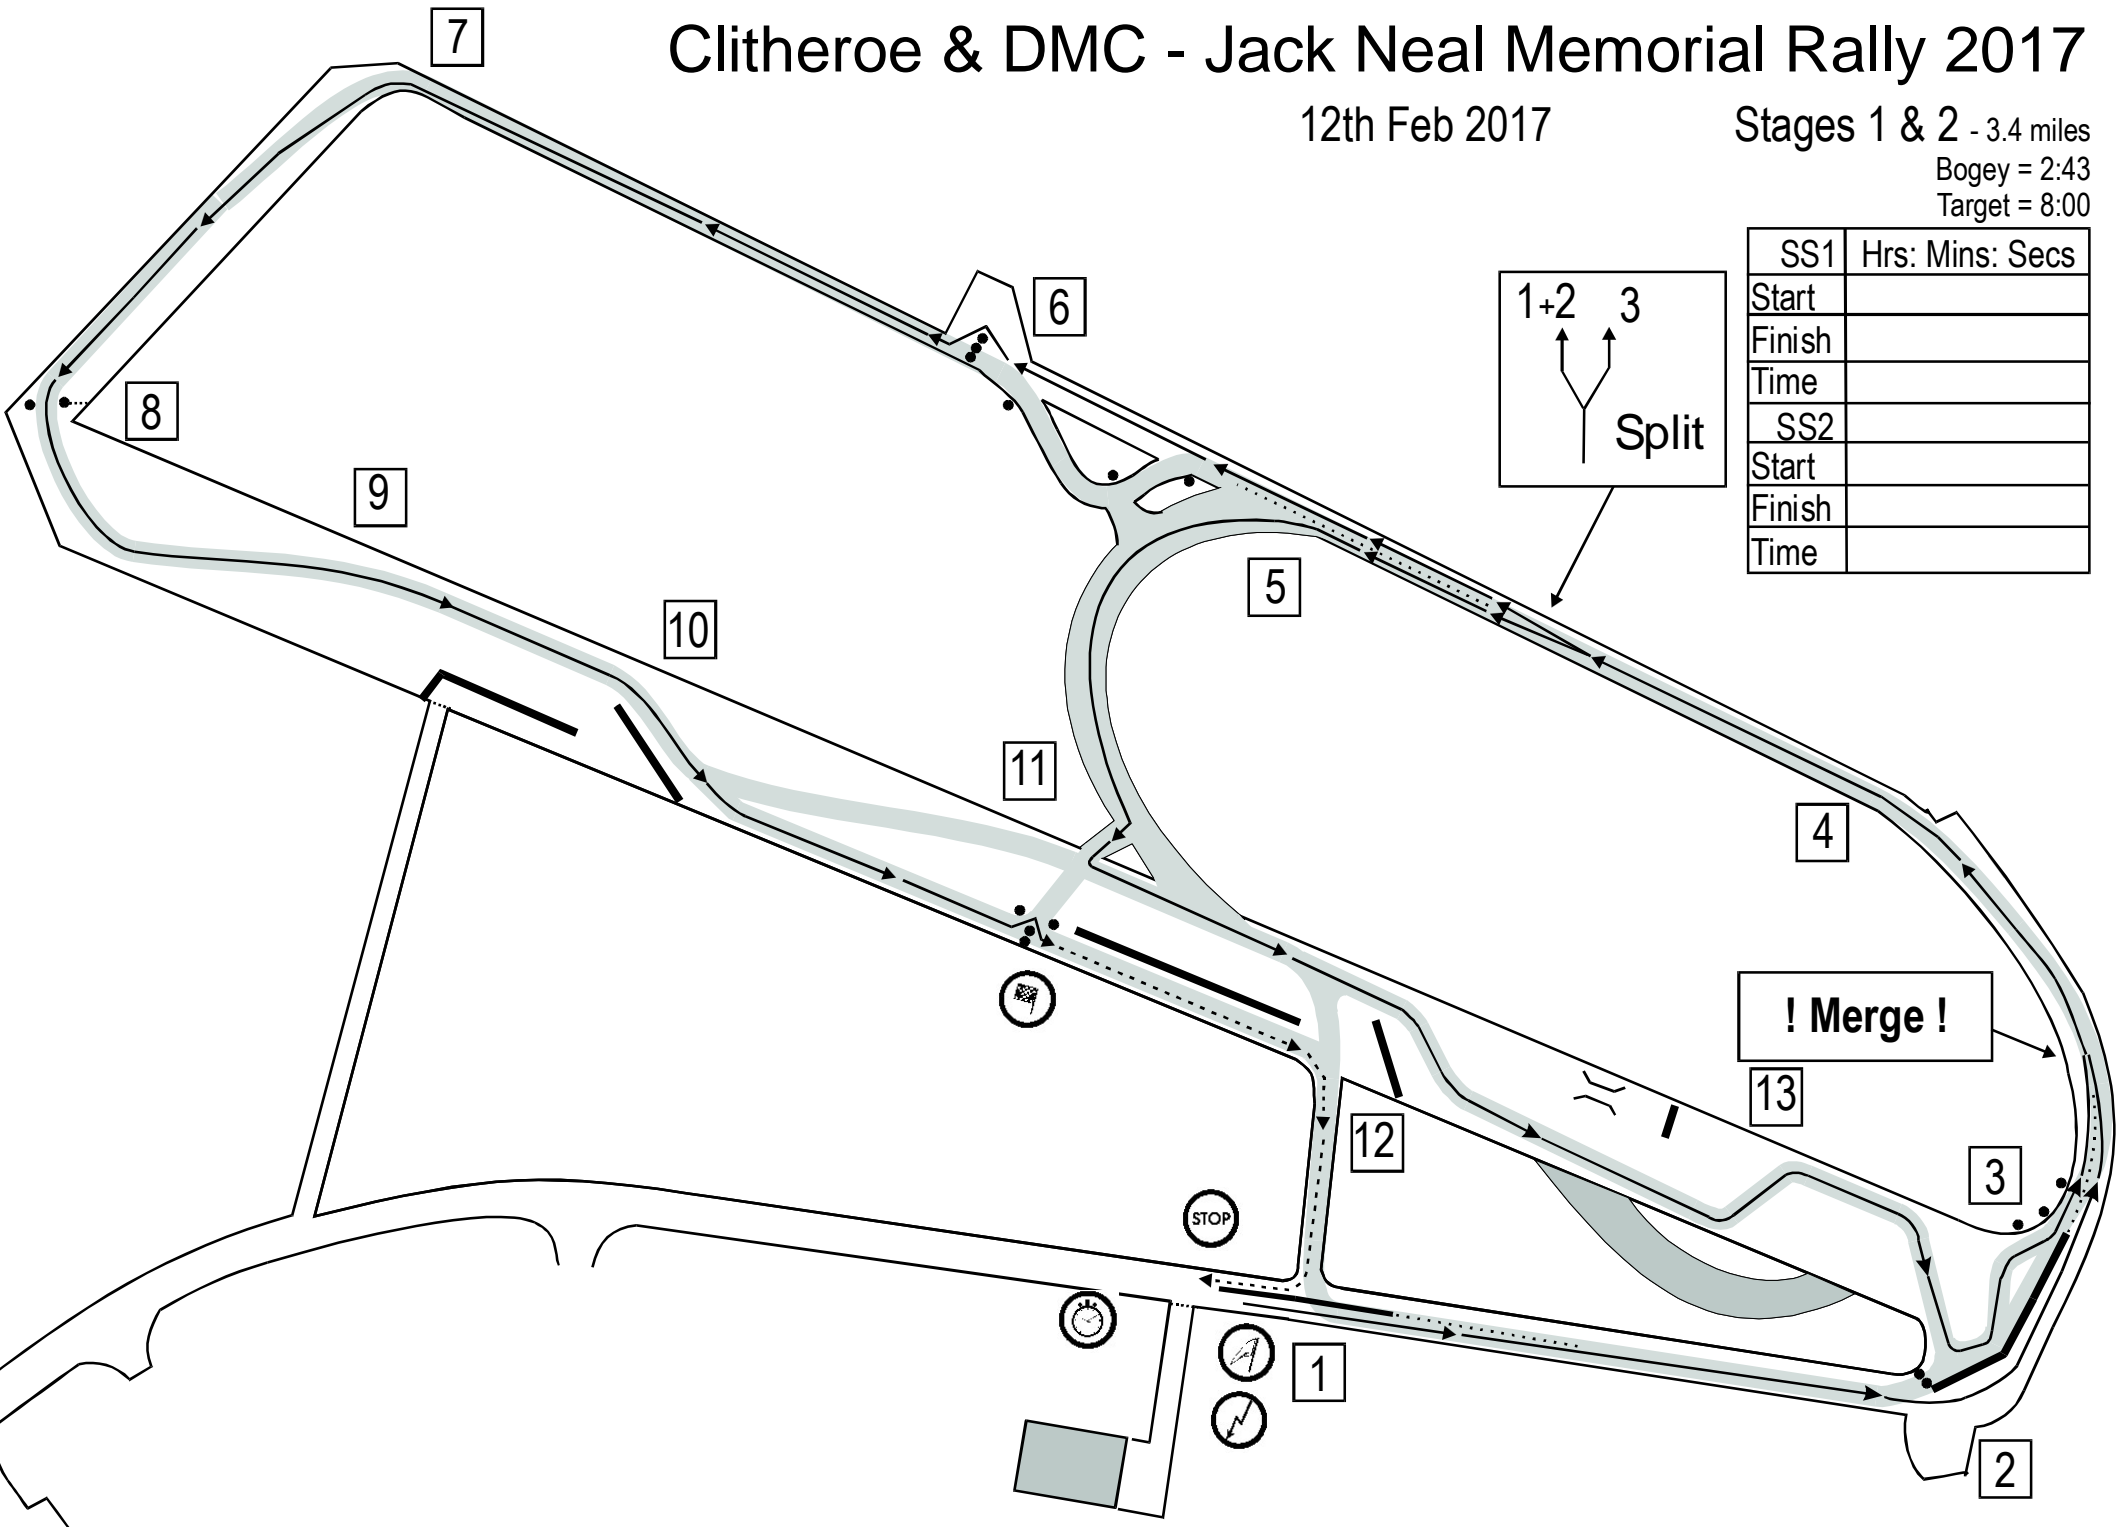 Clitheroe & DMC - Jack Neal Memorial Rally 2017
12th Feb 2017
Stages 1 & 2 - 3.4 miles
Bogey = 2:43
Target = 8:00
SS1 Hrs: Mins: Secs
Start
Finish
Time
SS2
Start
Finish
Time
1+2 3
Split
7
6
8
9
5
10
11
4
! Merge !
13
12
3
STOP
1
2